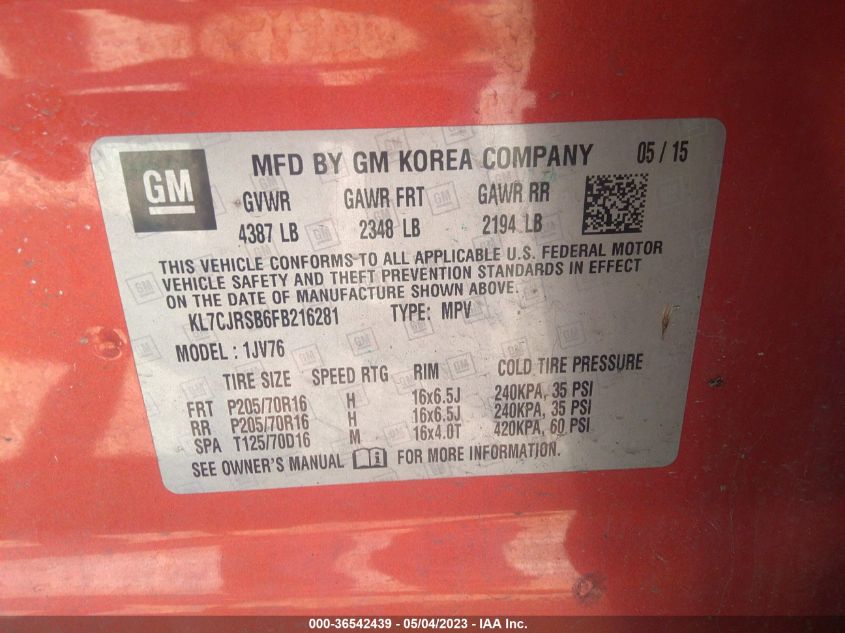 GM
MFD BY GM KOREA COMPANY 05 / 15
GVWR GAWR FRT GAWR RR
4387 LB 2348 LB 2194 LB
THIS VEHICLE CONFORMS TO ALL APPLICABLE U.S. FEDERAL MOTOR
VEHICLE SAFETY AND THEFT PREVENTION STANDARDS IN EFFECT
ON THE DATE OF MANUFACTURE SHOWN ABOVE.
KL7CJRSB6FB216281 TYPE: MPV
MODEL : 1JV76
TIRE SIZE SPEED RTG RIM COLD TIRE PRESSURE
FRT P205/70R16 H 16x6.5J 240KPA, 35 PSI
RR P205/70R16 H 16x6.5J 240KPA, 35 PSI
SPA T125/70D16 M 16x4.0T 420KPA, 60 PSI
SEE OWNER'S MANUAL FOR MORE INFORMATION.
000-36542439 - 05/04/2023 - IAA Inc.